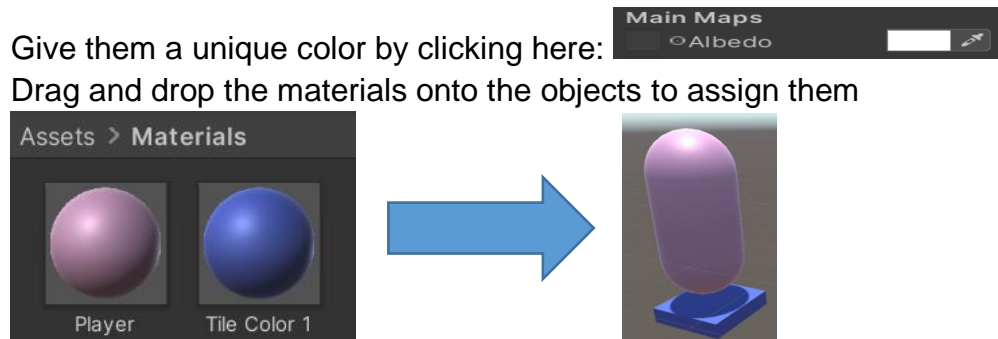 Main Maps
Give them a unique color by clicking here:
Albedo
Drag and drop the materials onto the objects to assign them
Assets > Materials
Player
Tile Color 1